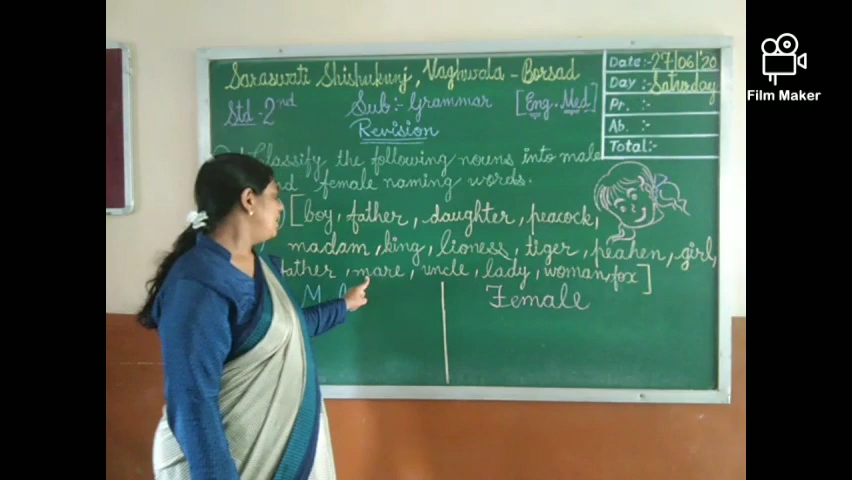 Saraswati Shishukunj, Vaghwala - Borsad
Date:- 27/06/'20
Day:- Saturday
Pr. :-
Ab. :-
Total:-
Std - 2nd Sub:- Grammar [Eng. Med]
Revision
Classify the following nouns into male
and female naming words.
[boy, father, daughter, peacock,
madam, king, lioness, tiger, peahen, girl,
father, mare, uncle, lady, woman, fox]
Female
Film Maker